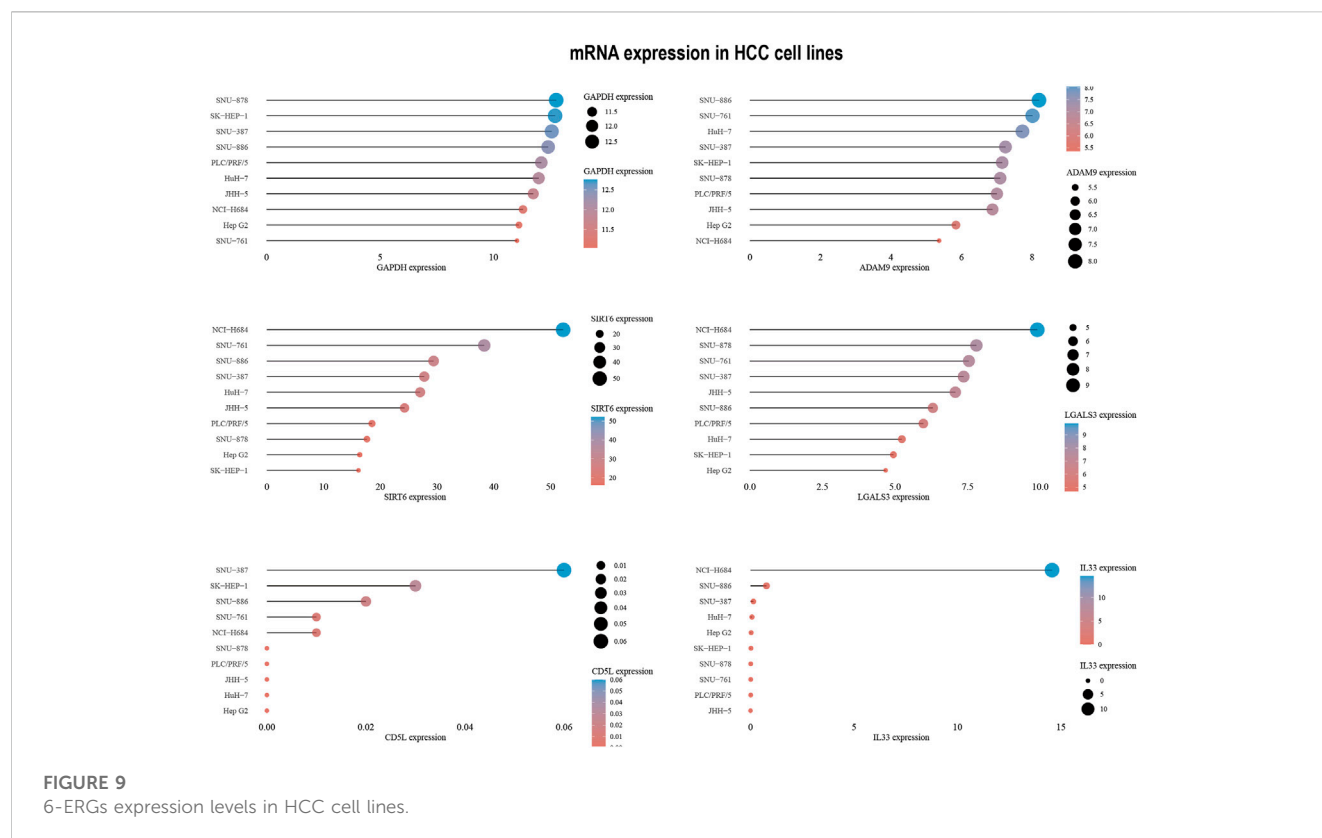 mRNA expression in HCC cell lines
SNU−878
SK−HEP−1
SNU−387
SNU−886
PLC/PRF/5
HuH−7
JHH−5
NCI−H684
Hep G2
SNU−761
0 5 10
GAPDH expression
GAPDH expression
11.5
12.0
12.5
GAPDH expression
12.5
12.0
11.5
SNU−886
SNU−761
HuH−7
SNU−387
SK−HEP−1
SNU−878
PLC/PRF/5
JHH−5
Hep G2
NCI−H684
0 2 4 6 8
ADAM9 expression
8.0
7.5
7.0
6.5
6.0
5.5
ADAM9 expression
5.5
6.0
6.5
7.0
7.5
8.0
NCI−H684
SNU−761
SNU−886
SNU−387
HuH−7
JHH−5
PLC/PRF/5
SNU−878
Hep G2
SK−HEP−1
0 10 20 30 40 50
SIRT6 expression
SIRT6 expression
20
30
40
50
SIRT6 expression
50
40
30
20
NCI−H684
SNU−878
SNU−761
SNU−387
JHH−5
SNU−886
PLC/PRF/5
HuH−7
SK−HEP−1
Hep G2
0.0 2.5 5.0 7.5 10.0
LGALS3 expression
5
6
7
8
9
LGALS3 expression
9
8
7
6
5
SNU−387
SK−HEP−1
SNU−886
SNU−761
NCI−H684
SNU−878
PLC/PRF/5
JHH−5
HuH−7
Hep G2
0.00 0.02 0.04 0.06
CD5L expression
0.01
0.02
0.03
0.04
0.05
0.06
CD5L expression
0.06
0.05
0.04
0.03
0.02
0.01
NCI−H684
SNU−886
SNU−387
HuH−7
Hep G2
SK−HEP−1
SNU−878
SNU−761
PLC/PRF/5
JHH−5
0 5 10 15
IL33 expression
IL33 expression
10
5
0
IL33 expression
0
5
10
FIGURE 9
6-ERGs expression levels in HCC cell lines.